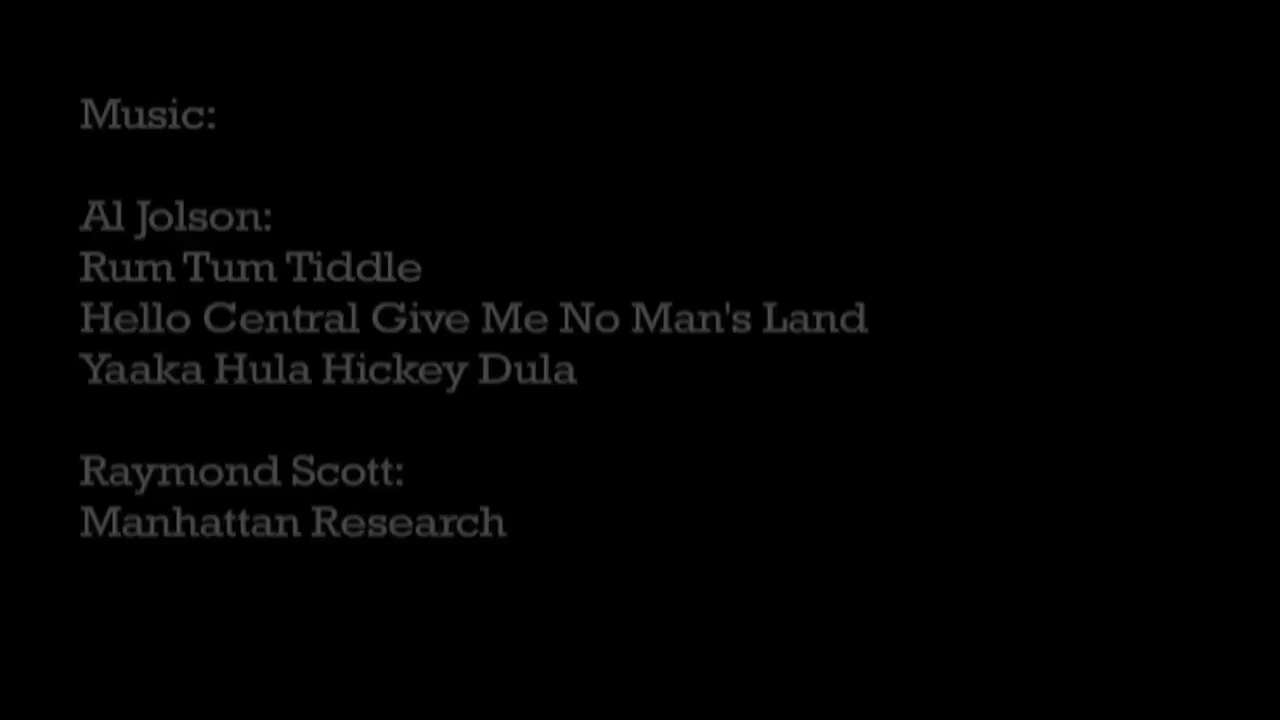 Music:
Al Jolson:
Rum Tum Tiddle
Hello Central Give Me No Man's Land
Yaaka Hula Hickey Dula
Raymond Scott:
Manhattan Research